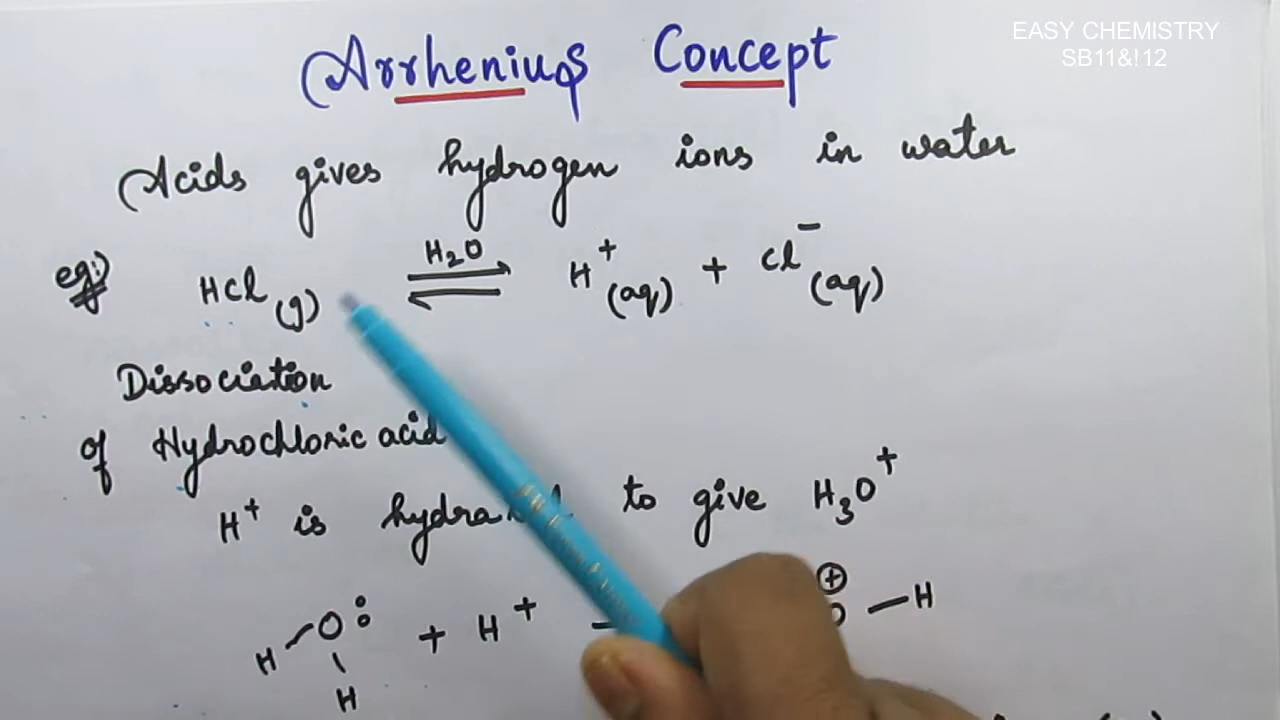 EASY CHEMISTRY
SB11&!12
Arrhenius Concept
Acids gives hydrogen ions in water
eg:) HCl (g) ⇌ H₂O H⁺ (aq) + Cl⁻ (aq)
Dissociation
of Hydrochloric acid
H⁺ is to give H₃O⁺
H–O: + H⁺ – ⊕ –H
H